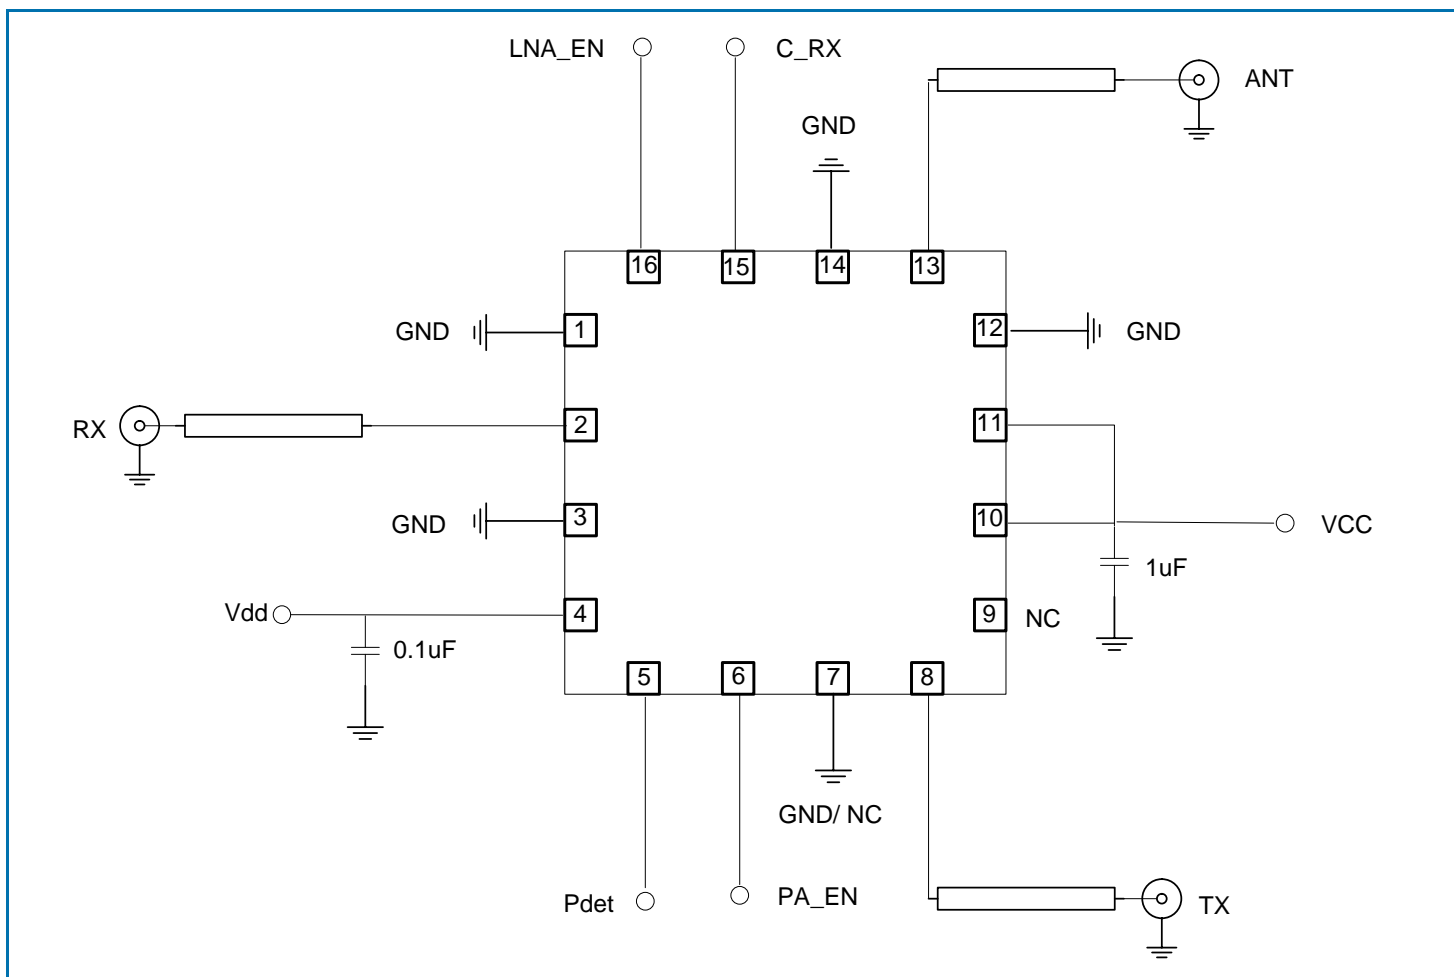 LNA_EN
C_RX
ANT
GND
16
15
14
13
GND
1
12
GND
RX
2
11
GND
3
10
VCC
1uF
Vdd
4
9
NC
0.1uF
5
6
7
8
GND/ NC
Pdet
PA_EN
TX